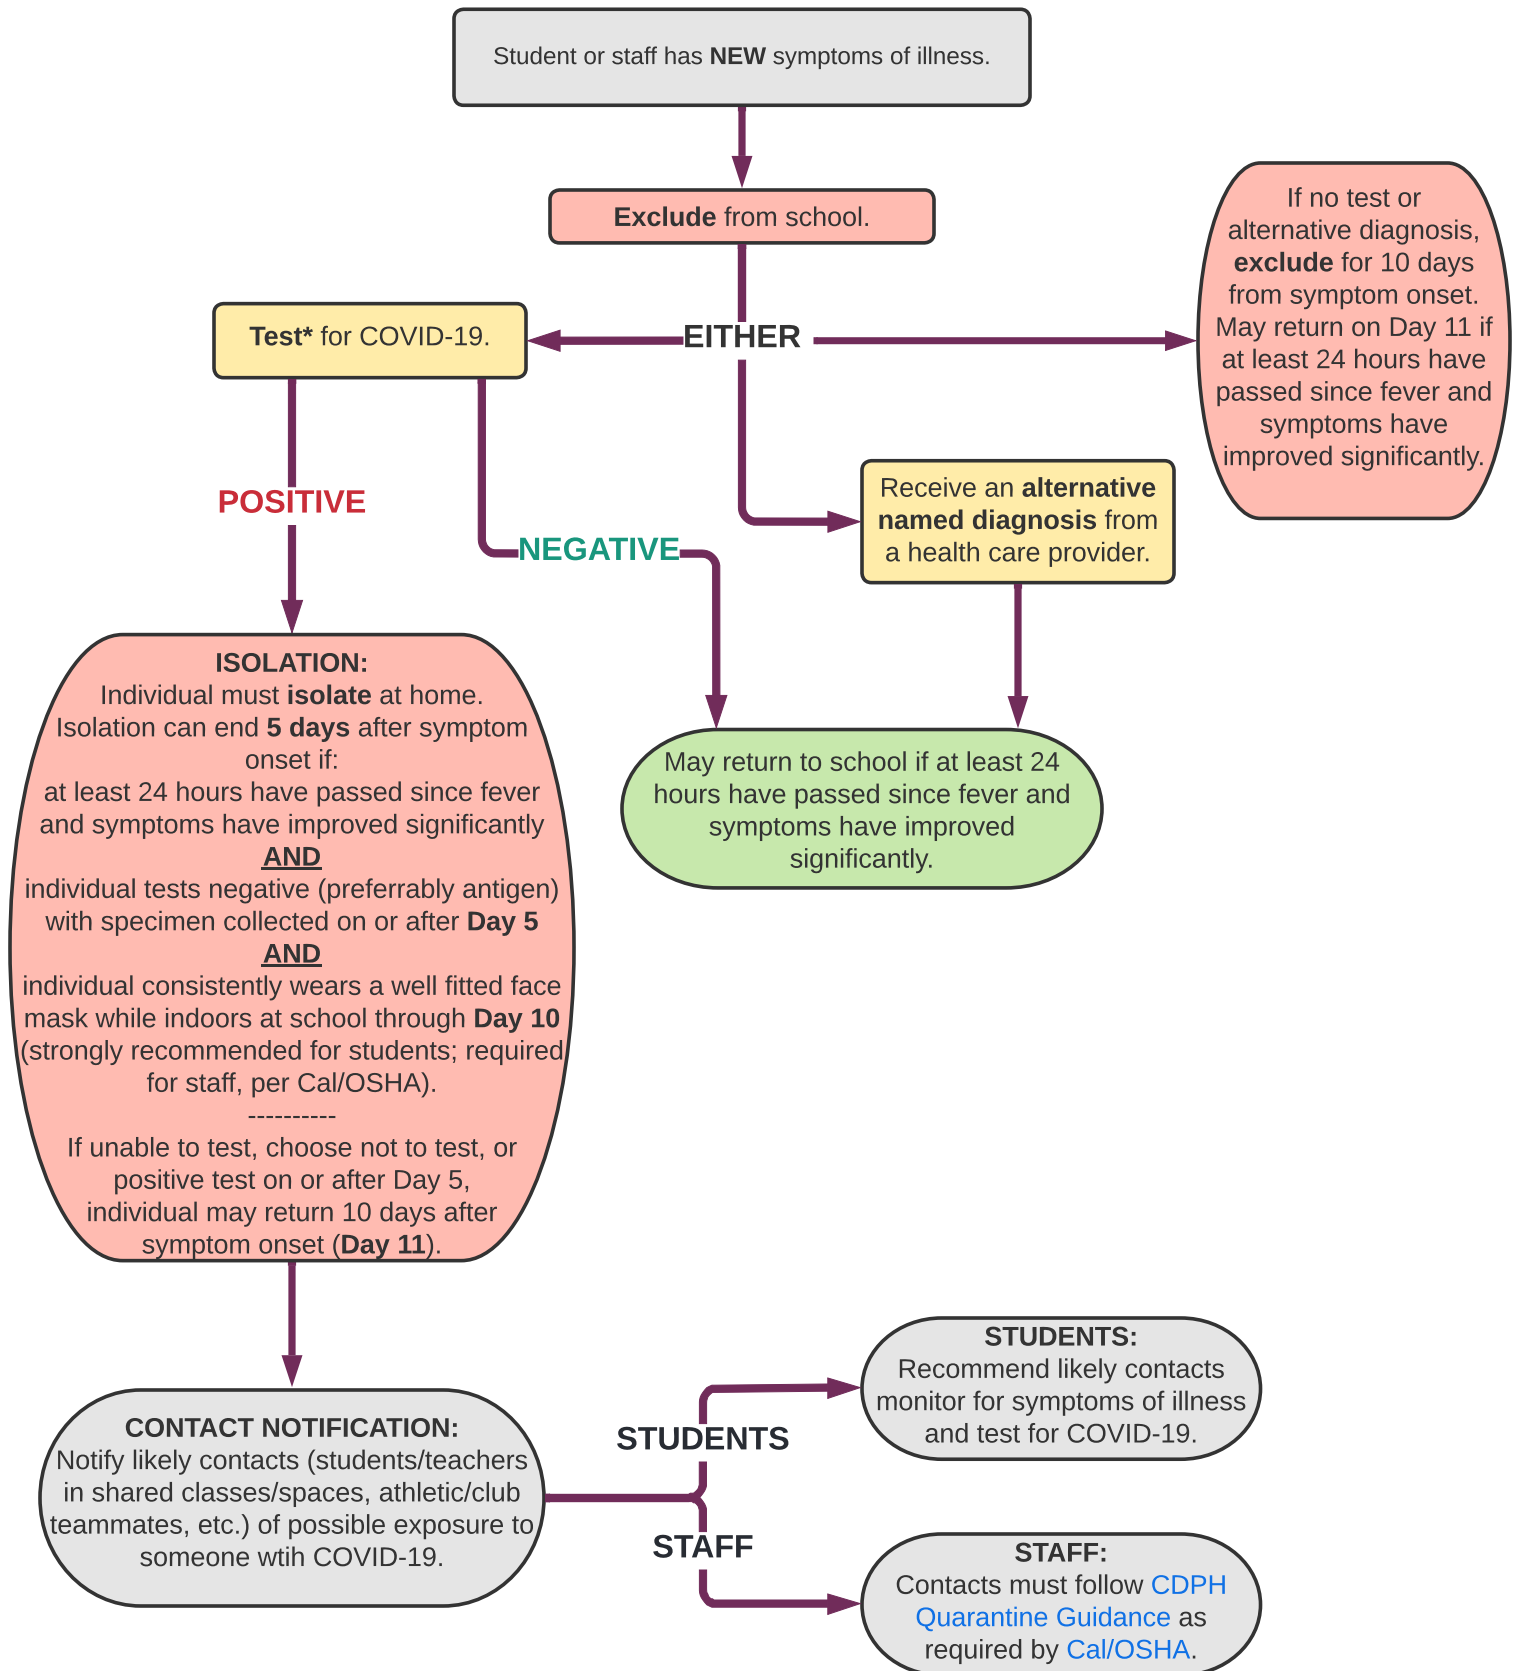 Student or staff has NEW symptoms of illness.
Exclude from school.
If no test or
alternative diagnosis,
exclude for 10 days
from symptom onset.
May return on Day 11 if
at least 24 hours have
passed since fever and
symptoms have
improved significantly.
Test* for COVID-19.
EITHER
Receive an alternative
named diagnosis from
a health care provider.
POSITIVE
NEGATIVE
ISOLATION:
Individual must isolate at home.
Isolation can end 5 days after symptom
onset if:
at least 24 hours have passed since fever
and symptoms have improved significantly
AND
individual tests negative (preferrably antigen)
with specimen collected on or after Day 5
AND
individual consistently wears a well fitted face
mask while indoors at school through Day 10
(strongly recommended for students; required
for staff, per Cal/OSHA).
----------
If unable to test, choose not to test, or
positive test on or after Day 5,
individual may return 10 days after
symptom onset (Day 11).
May return to school if at least 24
hours have passed since fever and
symptoms have improved
significantly.
CONTACT NOTIFICATION:
Notify likely contacts (students/teachers
in shared classes/spaces, athletic/club
teammates, etc.) of possible exposure to
someone wtih COVID-19.
STUDENTS
STUDENTS:
Recommend likely contacts
monitor for symptoms of illness
and test for COVID-19.
STAFF
STAFF:
Contacts must follow CDPH
Quarantine Guidance as
required by Cal/OSHA.